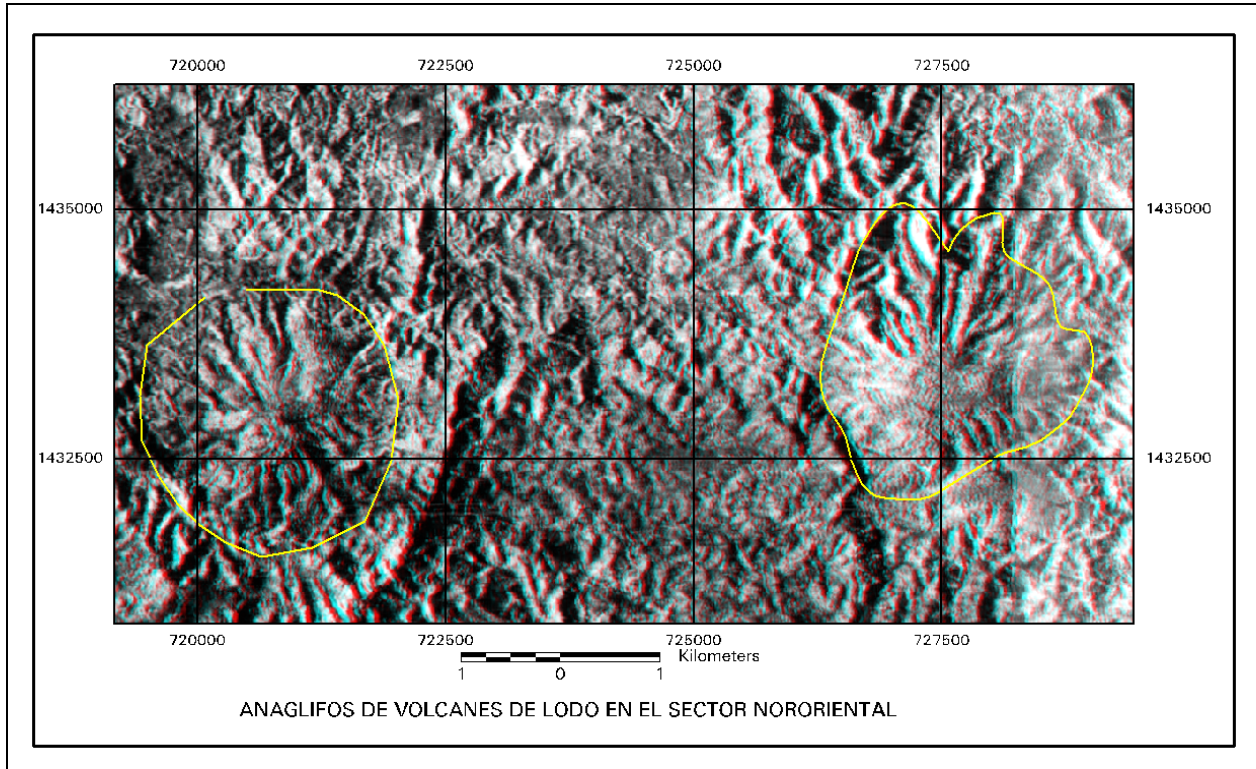 720000 722500 725000 727500
1435000 1435000
1432500 1432500
720000 722500 725000 727500
Kilometers
1 0 1
ANAGLIFOS DE VOLCANES DE LODO EN EL SECTOR NORORIENTAL